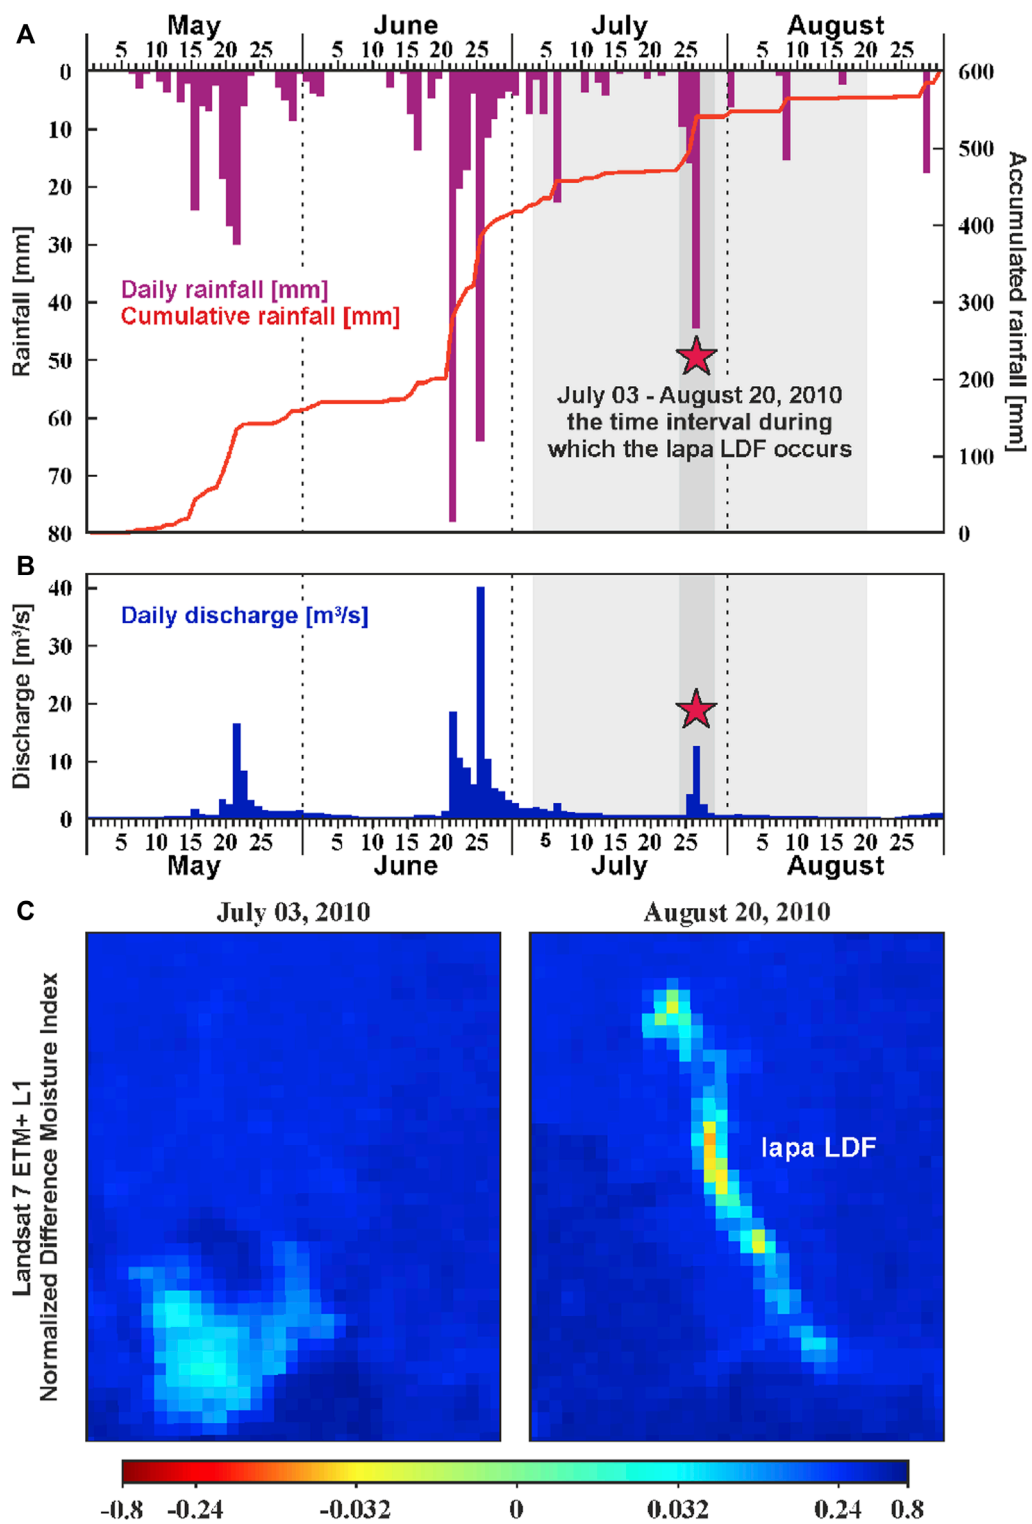 A
May June July August
5 10 15 20 25 5 10 15 20 25 5 10 15 20 25 5 10 15 20 25
0
10
20
30
40
50
60
70
80
Rainfall [mm]
600
500
400
300
200
100
0
Accumulated rainfall [mm]
Daily rainfall [mm]
Cumulative rainfall [mm]
July 03 - August 20, 2010
the time interval during
which the Iapa LDF occurs
B
40
30
20
10
0
Discharge [m³/s]
Daily discharge [m³/s]
5 10 15 20 25 5 10 15 20 25 5 10 15 20 25 5 10 15 20 25
May June July August
C
July 03, 2010 August 20, 2010
Landsat 7 ETM+ L1
Normalized Difference Moisture Index
Iapa LDF
-0.8 -0.24 -0.032 0 0.032 0.24 0.8